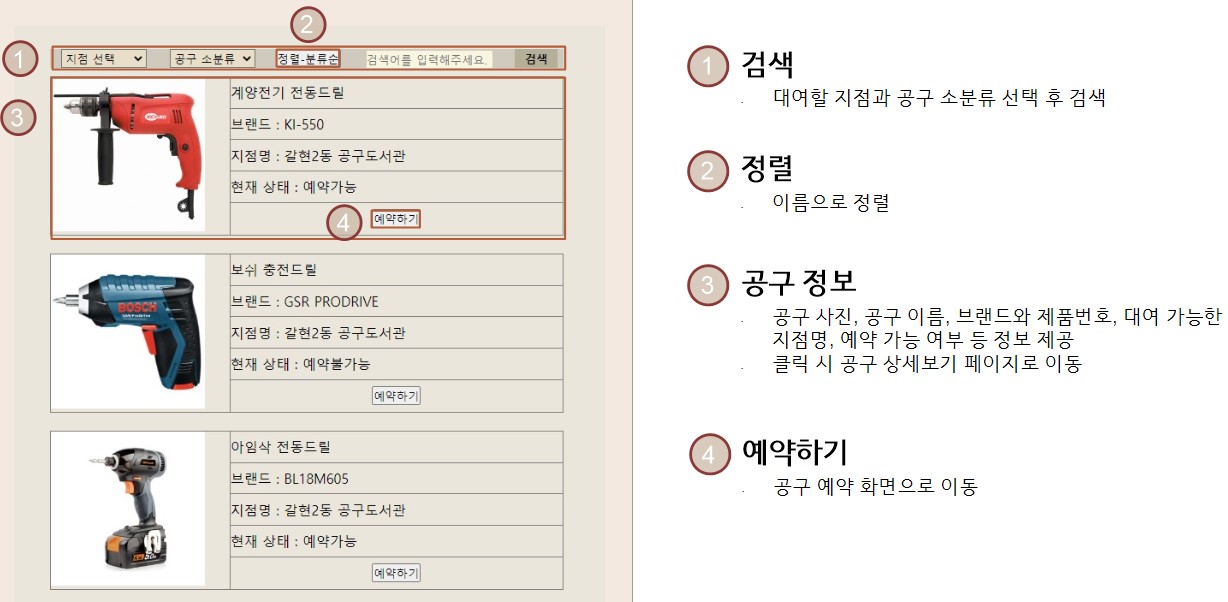 2
1
지점 선택 공구 소분류 정렬-분류순 검색어를 입력해주세요. 검색
3
계양전기 전동드릴
브랜드 : KI-550
지점명 : 갈현2동 공구도서관
현재 상태 : 예약가능
4 예약하기
BOSCH
보쉬 충전드릴
브랜드 : GSR PRODRIVE
지점명 : 갈현2동 공구도서관
현재 상태 : 예약불가능
예약하기
아임삭 전동드릴
브랜드 : BL18M605
지점명 : 갈현2동 공구도서관
현재 상태 : 예약가능
예약하기
1 검색
. 대여할 지점과 공구 소분류 선택 후 검색
2 정렬
. 이름으로 정렬
3 공구 정보
. 공구 사진, 공구 이름, 브랜드와 제품번호, 대여 가능한
지점명, 예약 가능 여부 등 정보 제공
. 클릭 시 공구 상세보기 페이지로 이동
4 예약하기
. 공구 예약 화면으로 이동